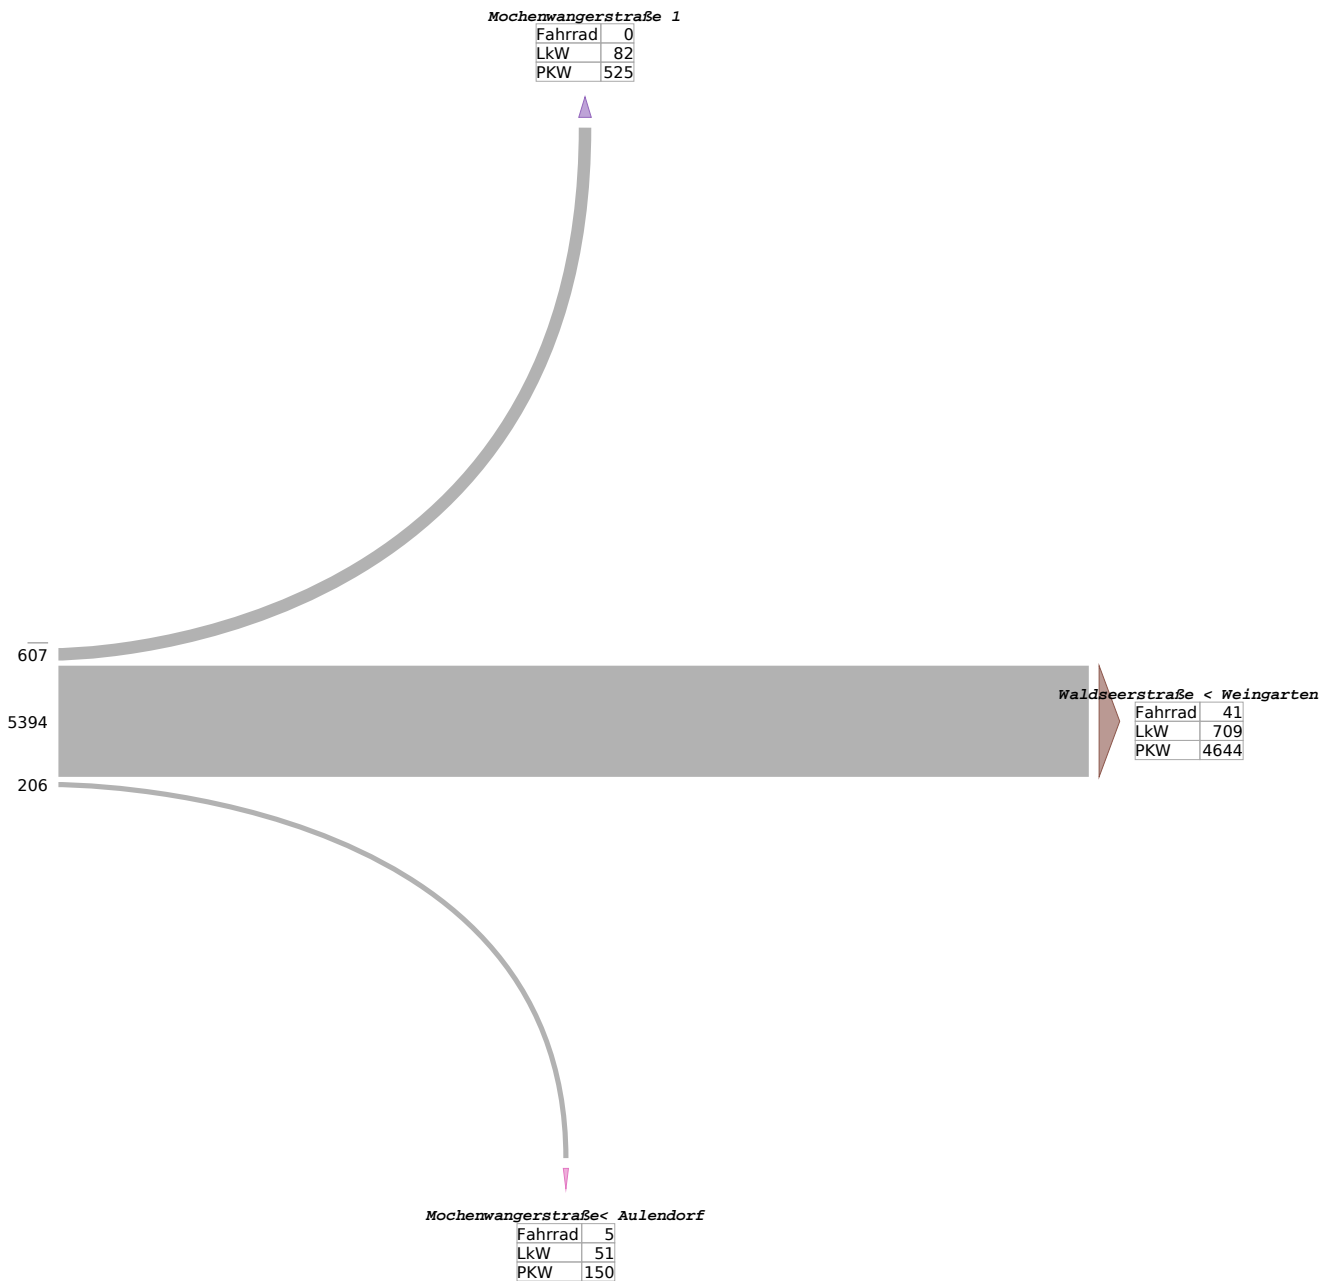 Mochenwangerstraße 1
Fahrrad 0
LkW 82
PKW 525
607
5394
206
Waldseerstraße < Weingarten
Fahrrad 41
LkW 709
PKW 4644
Mochenwangerstraße< Aulendorf
Fahrrad 5
LkW 51
PKW 150